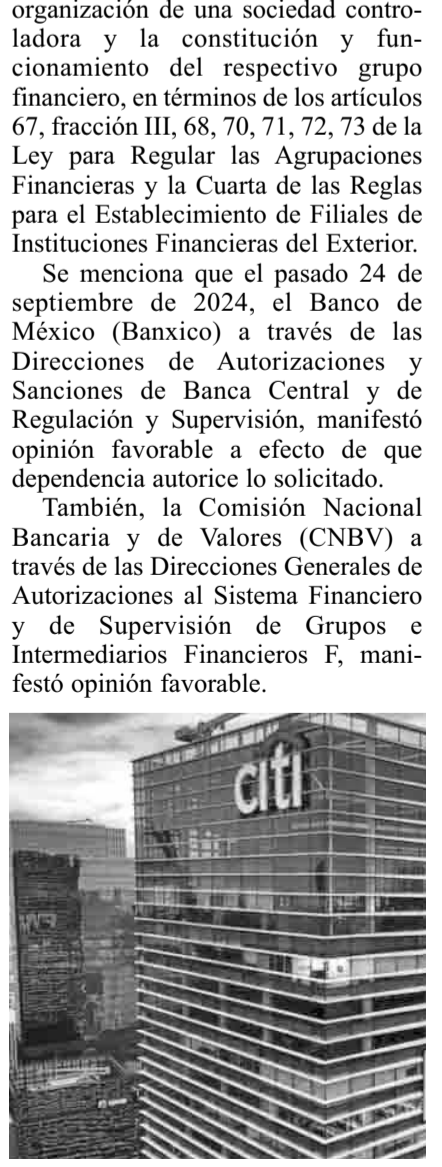 organización de una sociedad contro-
ladora y la constitución y fun-
cionamiento del respectivo grupo
financiero, en términos de los artículos
67, fracción III, 68, 70, 71, 72, 73 de la
Ley para Regular las Agrupaciones
Financieras y la Cuarta de las Reglas
para el Establecimiento de Filiales de
Instituciones Financieras del Exterior.
Se menciona que el pasado 24 de
septiembre de 2024, el Banco de
México (Banxico) a través de las
Direcciones de Autorizaciones y
Sanciones de Banca Central y de
Regulación y Supervisión, manifestó
opinión favorable a efecto de que
dependencia autorice lo solicitado.
También, la Comisión Nacional
Bancaria y de Valores (CNBV) a
través de las Direcciones Generales de
Autorizaciones al Sistema Financiero
y de Supervisión de Grupos e
Intermediarios Financieros F, mani-
festó opinión favorable.
citi